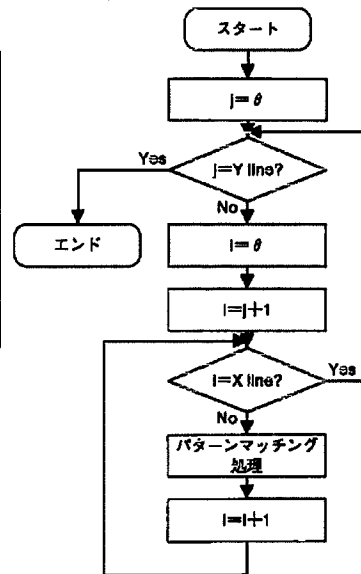 スタート
j=θ
j=Y line?
Yes
No
エンド
i=θ
i=j+1
i=X line?
Yes
No
パターンマッチング
処理
i=i+1